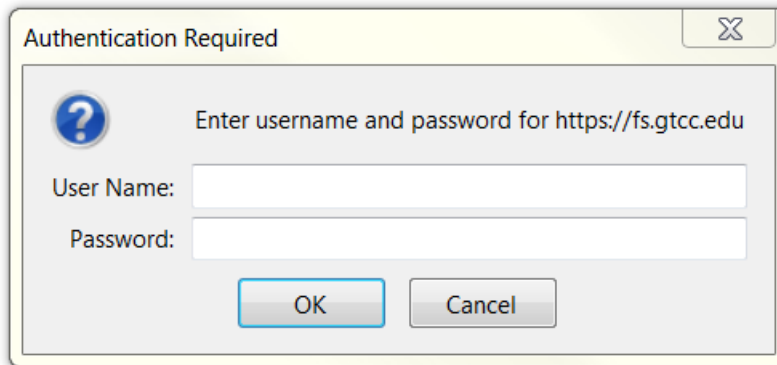 Authentication Required
Enter username and password for https://fs.gtcc.edu
User Name:
Password:
OK Cancel